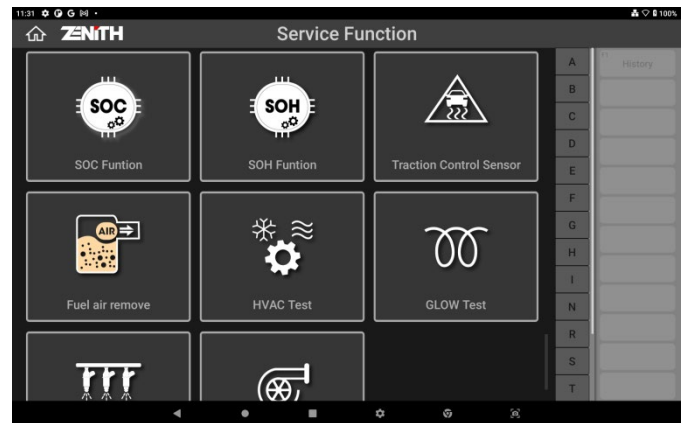 11:31 G
100%
ZENITH
Service Function
SOC
SOC Funtion
SOH
SOH Funtion
Traction Control Sensor
AIR
Fuel air remove
HVAC Test
GLOW Test
A
B
C
D
E
F
G
H
I
N
R
S
T
History